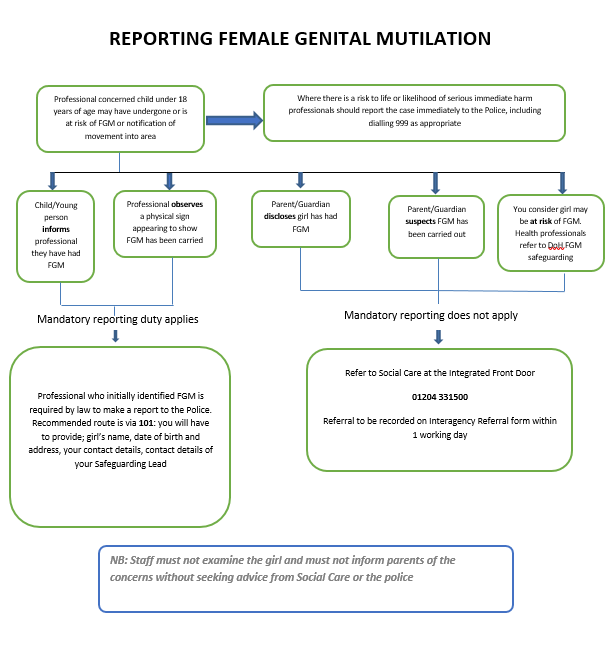 REPORTING FEMALE GENITAL MUTILATION
Professional concerned child under 18
years of age may have undergone or is
at risk of FGM or notification of
movement into area
Where there is a risk to life or likelihood of serious immediate harm
professionals should report the case immediately to the Police, including
dialling 999 as appropriate
Child/Young
person
informs
professional
they have had
FGM
Professional observes
a physical sign
appearing to show
FGM has been carried
Parent/Guardian
discloses girl has had
FGM
Parent/Guardian
suspects FGM has
been carried out
You consider girl may
be at risk of FGM.
Health professionals
refer to DoH FGM
safeguarding
Mandatory reporting duty applies
Mandatory reporting does not apply
Professional who initially identified FGM is
required by law to make a report to the Police.
Recommended route is via 101: you will have
to provide; girl's name, date of birth and
address, your contact details, contact details of
your Safeguarding Lead
Refer to Social Care at the Integrated Front Door
01204 331500
Referral to be recorded on Interagency Referral form within
1 working day
NB: Staff must not examine the girl and must not inform parents of the
concerns without seeking advice from Social Care or the police